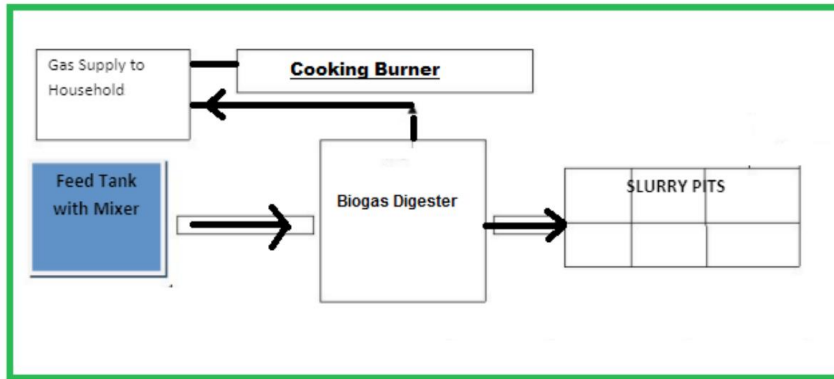 Gas Supply to
Household
Cooking Burner
Feed Tank
with Mixer
Biogas Digester
SLURRY PITS